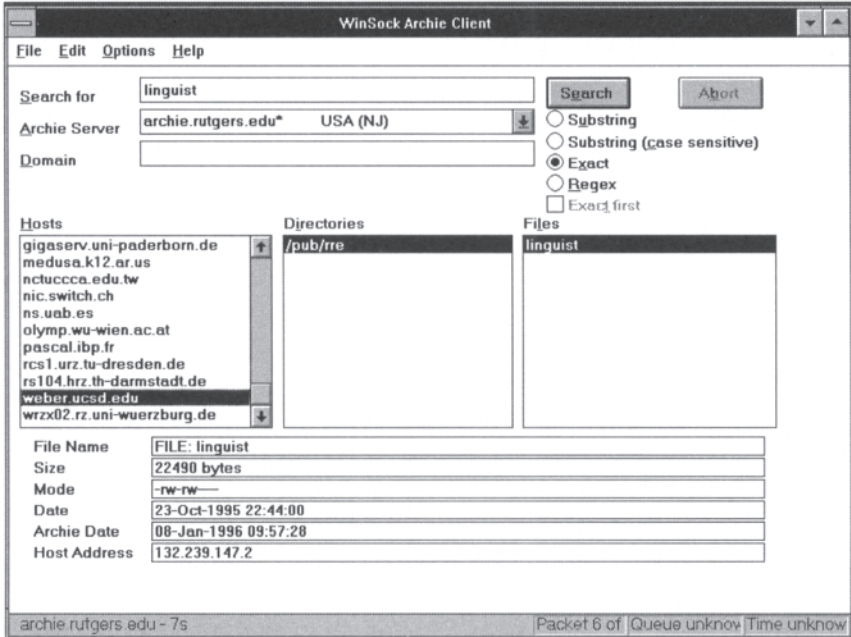 WinSock Archie Client
File Edit Options Help
Search for linguist Search Abort
Archie Server archie.rutgers.edu* USA (NJ)
Domain
Substring
Substring (case sensitive)
Exact
Regex
Exact first
Hosts Directories Files
gigaserv.uni-paderborn.de /pub/rre linguist
medusa.k12.ar.us
nctuccca.edu.tw
nic.switch.ch
ns.uab.es
olymp.wu-wien.ac.at
pascal.ibp.fr
rcs1.urz.tu-dresden.de
rs104.hrz.th-darmstadt.de
weber.ucsd.edu
wrzx02.rz.uni-wuerzburg.de
File Name FILE: linguist
Size 22490 bytes
Mode -rw-rw----
Date 23-Oct-1995 22:44:00
Archie Date 08-Jan-1996 09:57:28
Host Address 132.239.147.2
archie.rutgers.edu - 7s Packet 6 of Queue unknow Time unknow